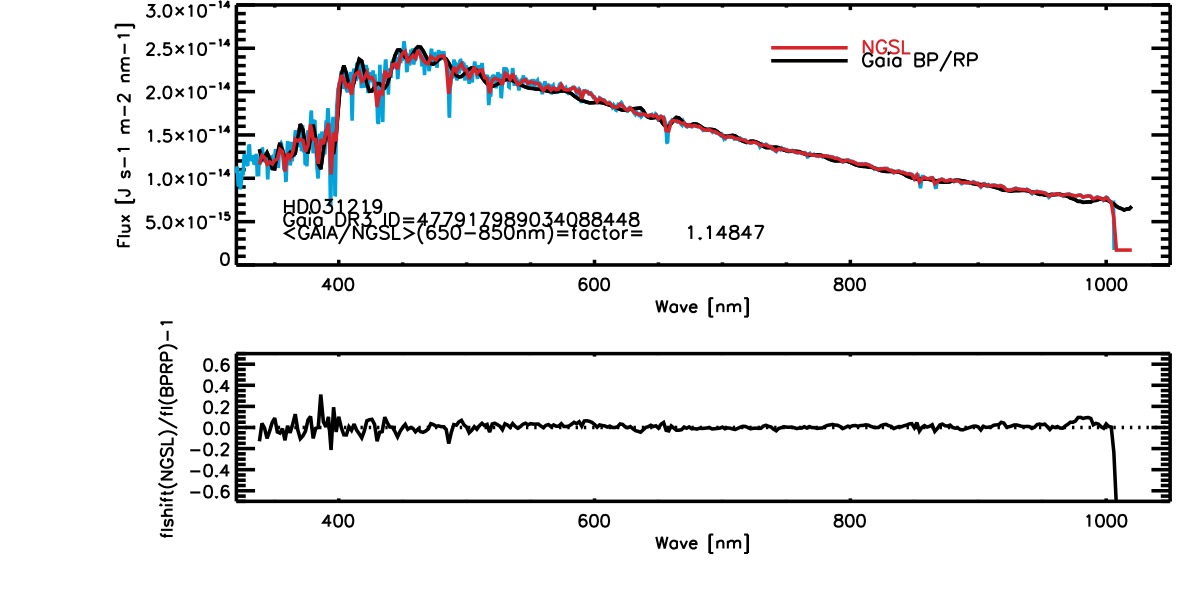 3.0×10⁻¹⁴
2.5×10⁻¹⁴
2.0×10⁻¹⁴
1.5×10⁻¹⁴
1.0×10⁻¹⁴
5.0×10⁻¹⁵
0
Flux [J s−1 m−2 nm−1]
NGSL
Gaia BP/RP
HD031219
Gaia DR3 ID=4779179890340​88448
<GAIA/NGSL>(650−850nm)=factor= 1.14847
400 600 800 1000
Wave [nm]
flshift(NGSL)/fl(BPRP)−1
0.6
0.4
0.2
0.0
−0.2
−0.4
−0.6
400 600 800 1000
Wave [nm]